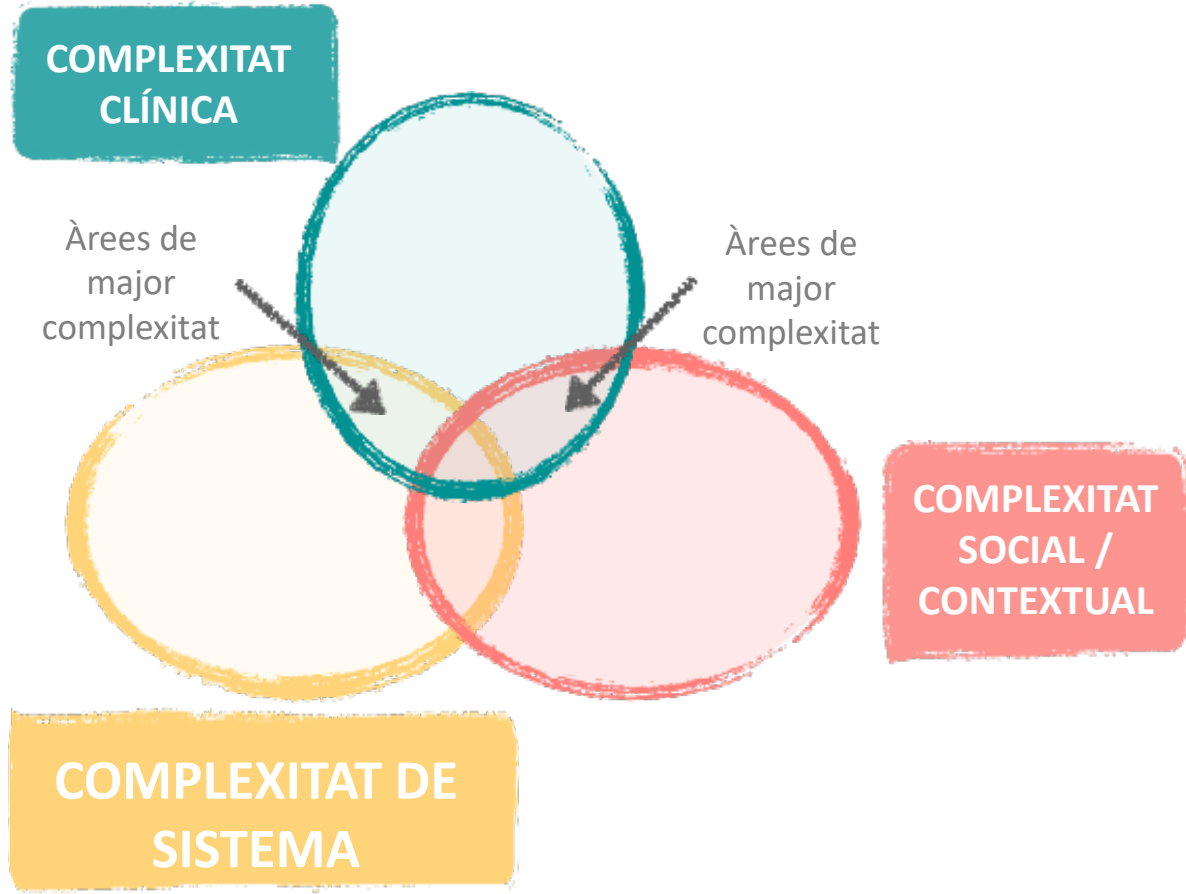 COMPLEXITAT
CLÍNICA
Àrees de
major
complexitat
Àrees de
major
complexitat
COMPLEXITAT
SOCIAL /
CONTEXTUAL
COMPLEXITAT DE
SISTEMA